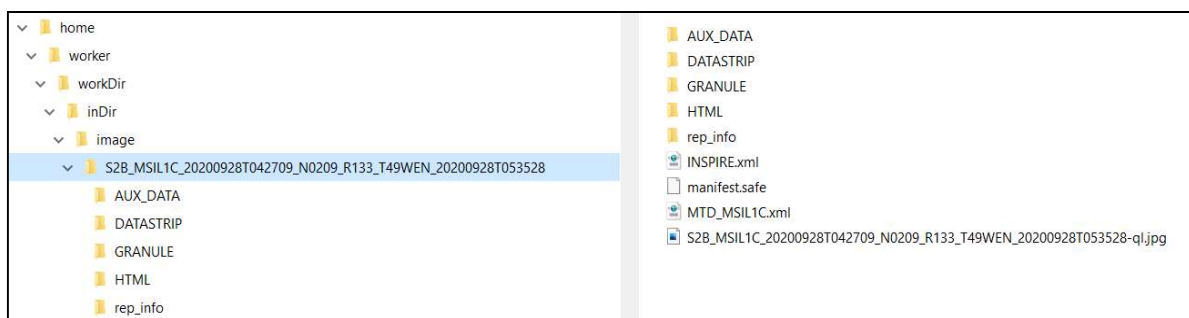 home
worker
workDir
inDir
image
S2B_MSIL1C_20200928T042709_N0209_R133_T49WEN_20200928T053528
AUX_DATA
DATASTRIP
GRANULE
HTML
rep_info
AUX_DATA
DATASTRIP
GRANULE
HTML
rep_info
INSPIRE.xml
manifest.safe
MTD_MSIL1C.xml
S2B_MSIL1C_20200928T042709_N0209_R133_T49WEN_20200928T053528-ql.jpg